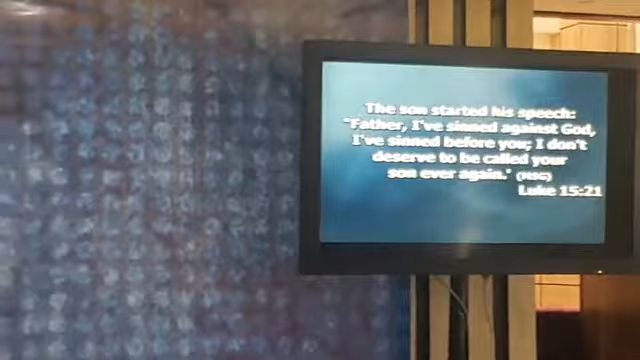 The son started his speech:
"Father, I've sinned against God,
I've sinned before you; I don't
deserve to be called your
son ever again." (MSG)
Luke 15:21